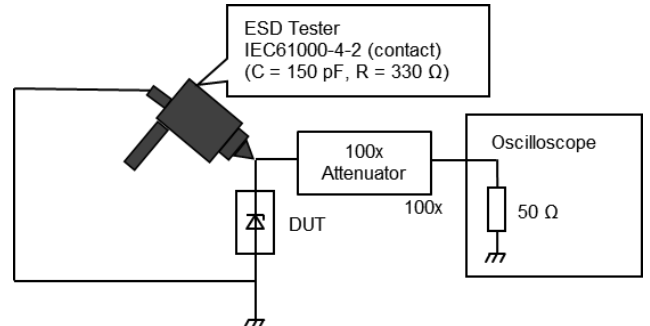 ESD Tester
IEC61000-4-2 (contact)
(C = 150 pF, R = 330 Ω)
100x
Attenuator
100x
Oscilloscope
50 Ω
DUT